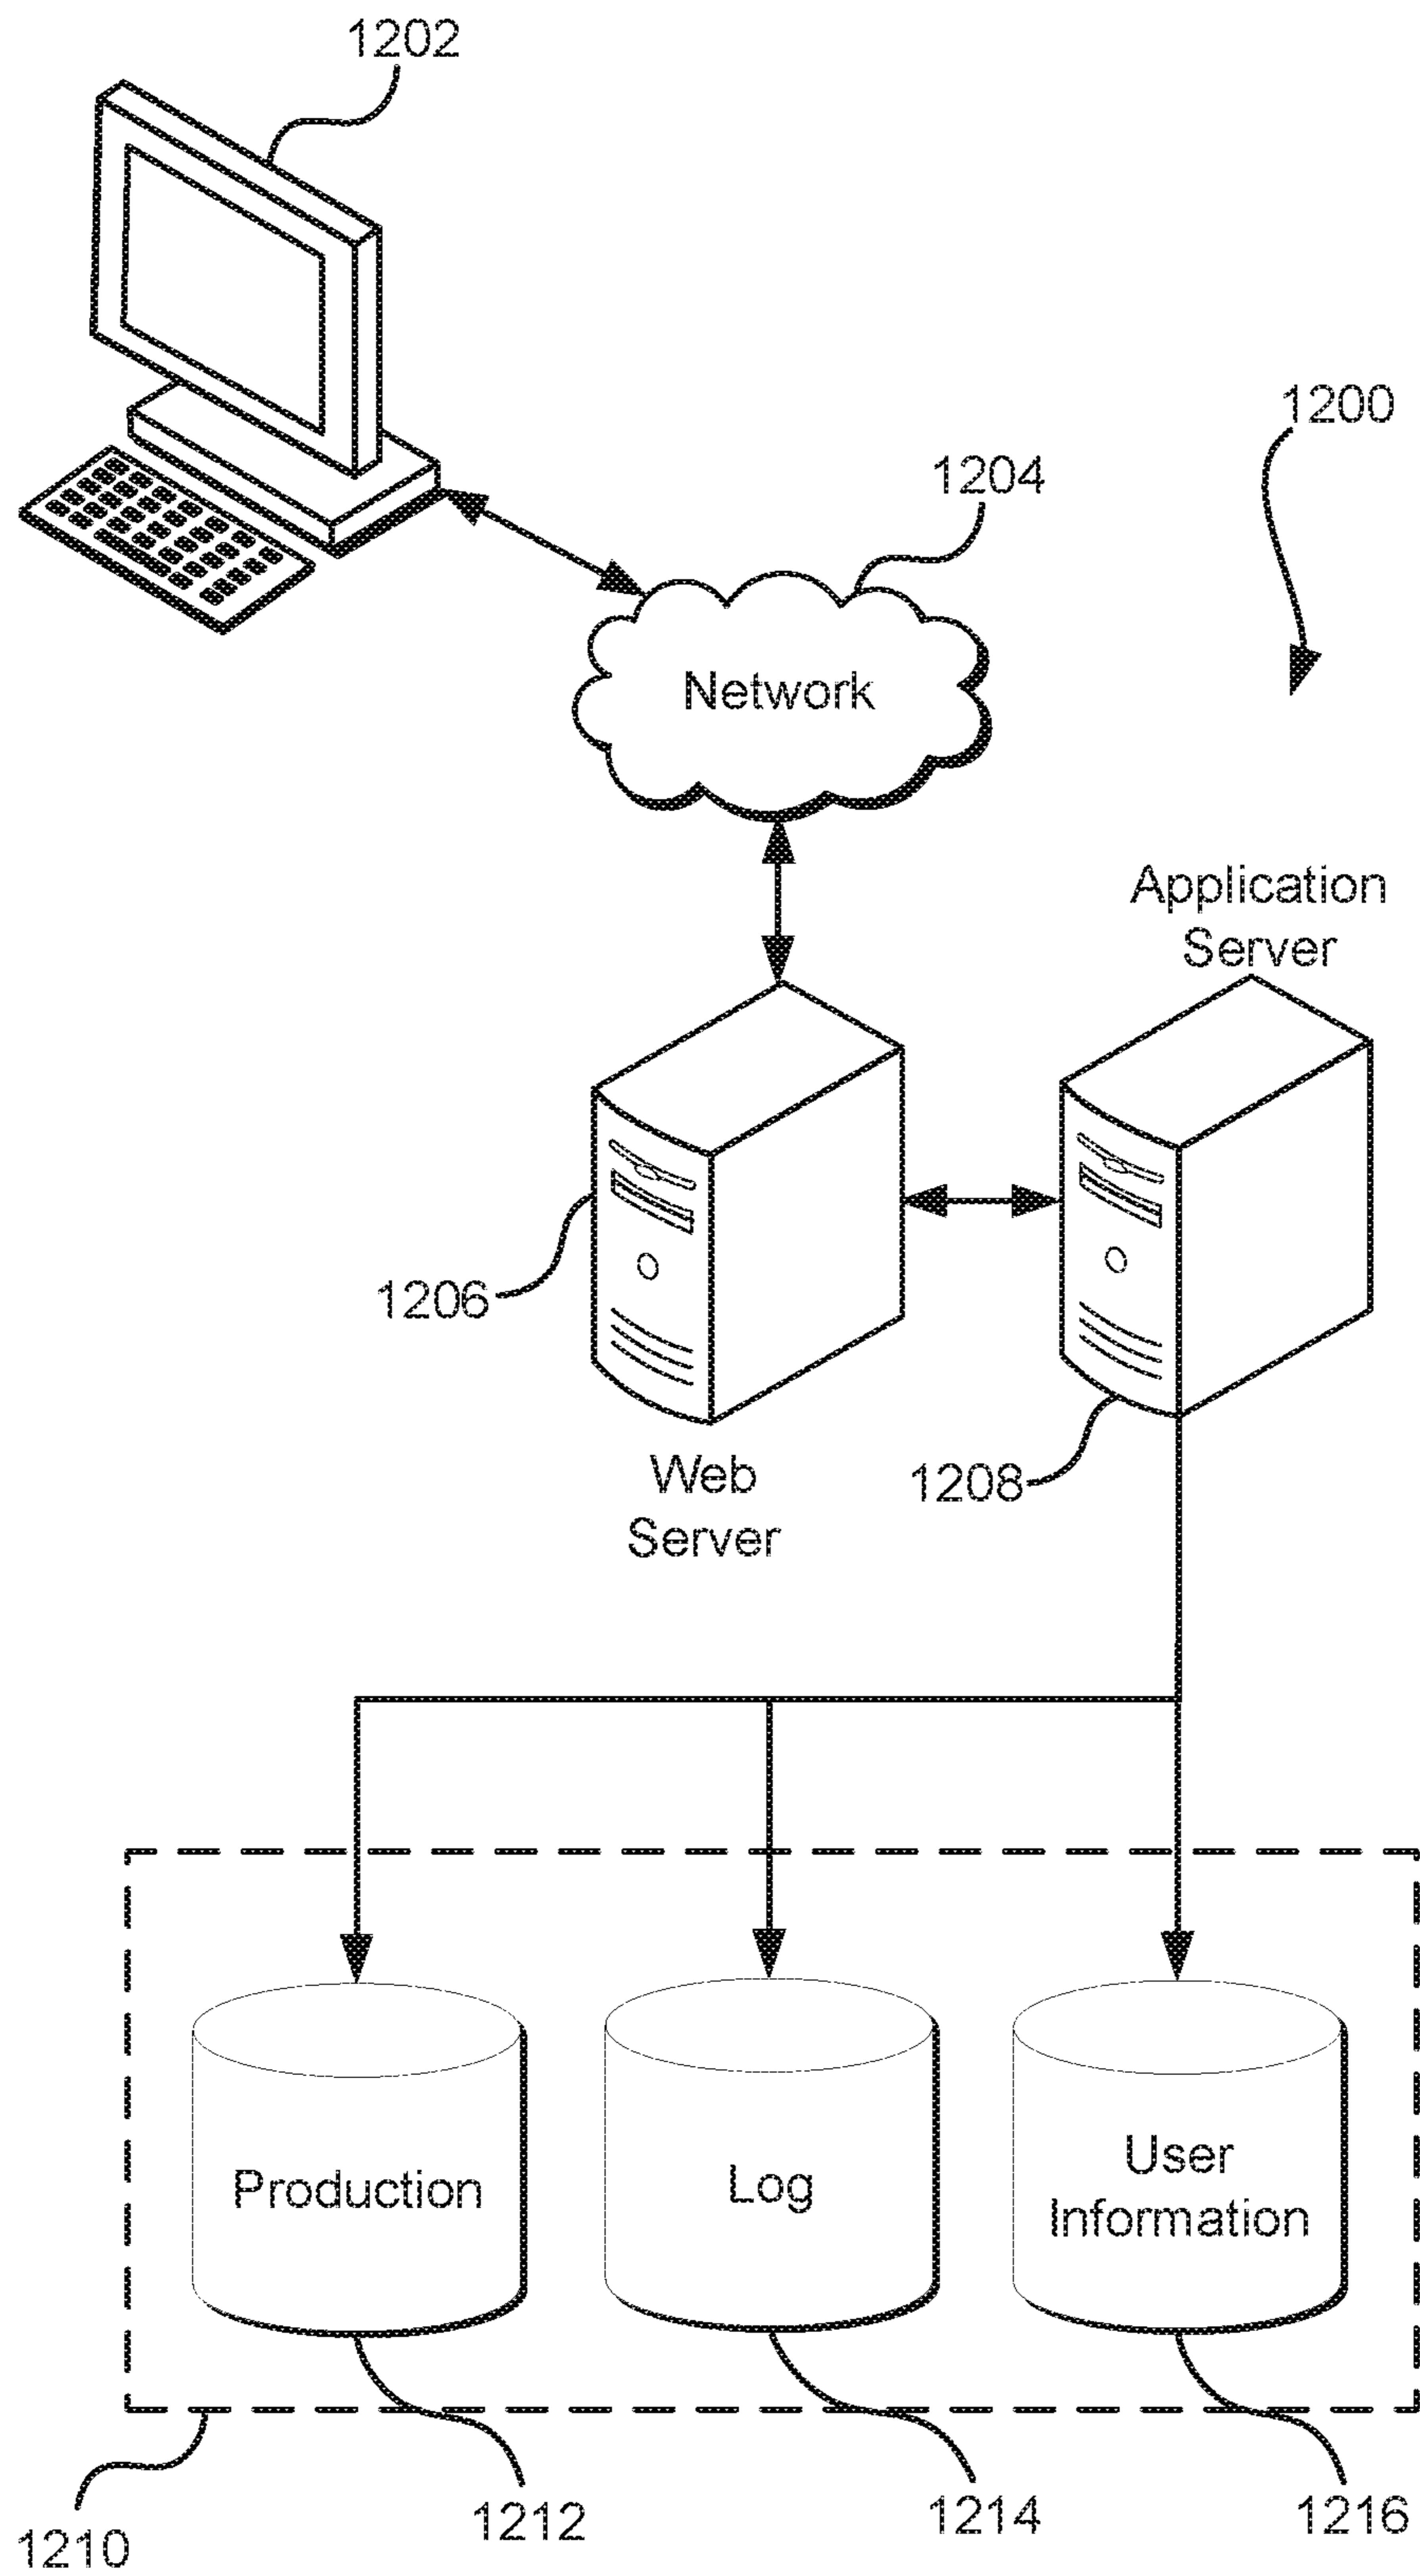 1202
1200
1204
Network
Application
Server
1206
Web
Server
1208
Production
Log
User
Information
1210
1212
1214
1216